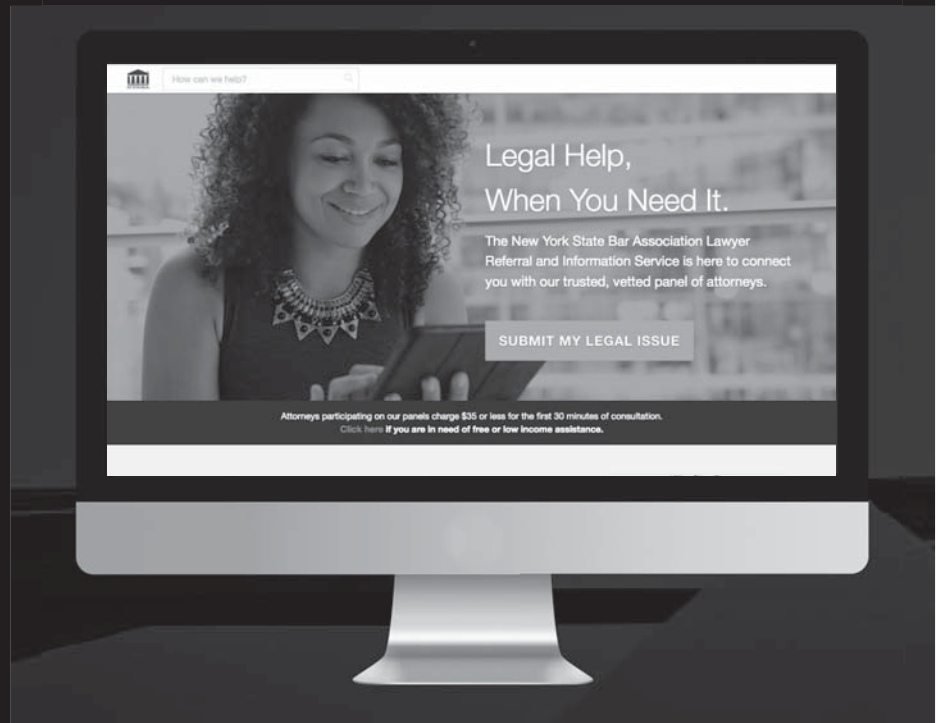 How can we help?
Legal Help,
When You Need It.
The New York State Bar Association Lawyer
Referral and Information Service is here to connect
you with our trusted, vetted panel of attorneys.
SUBMIT MY LEGAL ISSUE
Attorneys participating on our panels charge $35 or less for the first 30 minutes of consultation.
Click here if you are in need of free or low income assistance.